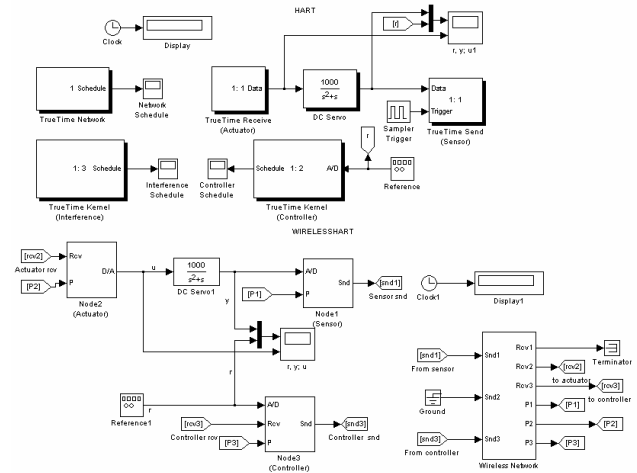 HART
Clock
Display
[r]
r, y; u1
1 Schedule
TrueTime Network
Network
Schedule
1: 1 Data
TrueTime Receive
(Actuator)
1000
s²+s
DC Servo
Data
1: 1
Trigger
TrueTime Send
(Sensor)
Sampler
Trigger
r
1: 3 Schedule
TrueTime Kernel
(Interference)
Interference
Schedule
Controller
Schedule
Schedule 1: 2 A/D
TrueTime Kernel
(Controller)
Reference
WIRELESSHART
[rcv2]
Actuator rcv
[P2]
Rcv
P
D/A
Node2
(Actuator)
u
1000
s²+s
DC Servo1
y
[P1]
A/D
P
Snd
Node1
(Sensor)
[snd1]
Sensor snd
Clock1
Display1
r, y; u
r
Reference1
r
[rcv3]
Controller rcv
[P3]
A/D
Rcv
P
Snd
Node3
(Controller)
[snd3]
Controller snd
[snd1]
From sensor
Ground
[snd3]
From controller
Snd1
Snd2
Snd3
Rcv1
Rcv2
Rcv3
P1
P2
P3
Wireless Network
Terminator
[rcv2]
to actuator
[rcv3]
to controller
[P1]
[P2]
[P3]